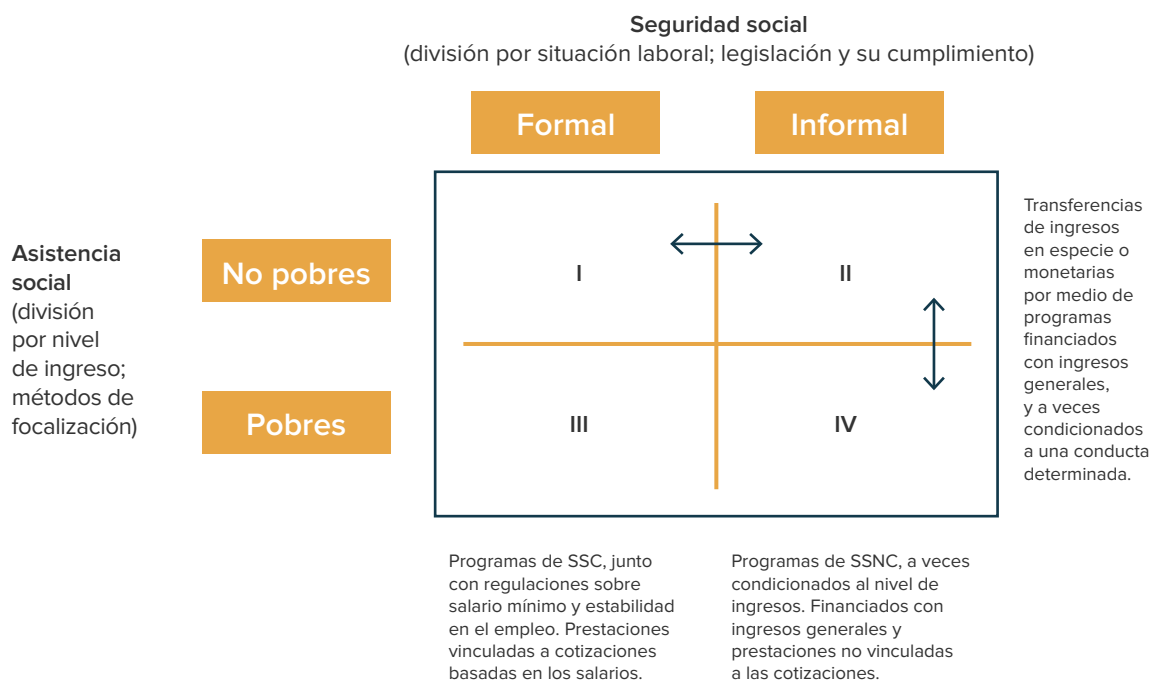 Seguridad social
(división por situación laboral; legislación y su cumplimiento)
Formal
Informal
Asistencia
social
(división
por nivel
de ingreso;
métodos de
focalización)
No pobres
Pobres
I
II
III
IV
Transferencias
de ingresos
en especie o
monetarias
por medio de
programas
financiados
con ingresos
generales,
y a veces
condicionados
a una conducta
determinada.
Programas de SSC, junto
con regulaciones sobre
salario mínimo y estabilidad
en el empleo. Prestaciones
vinculadas a cotizaciones
basadas en los salarios.
Programas de SSNC, a veces
condicionados al nivel de
ingresos. Financiados con
ingresos generales y
prestaciones no vinculadas
a las cotizaciones.